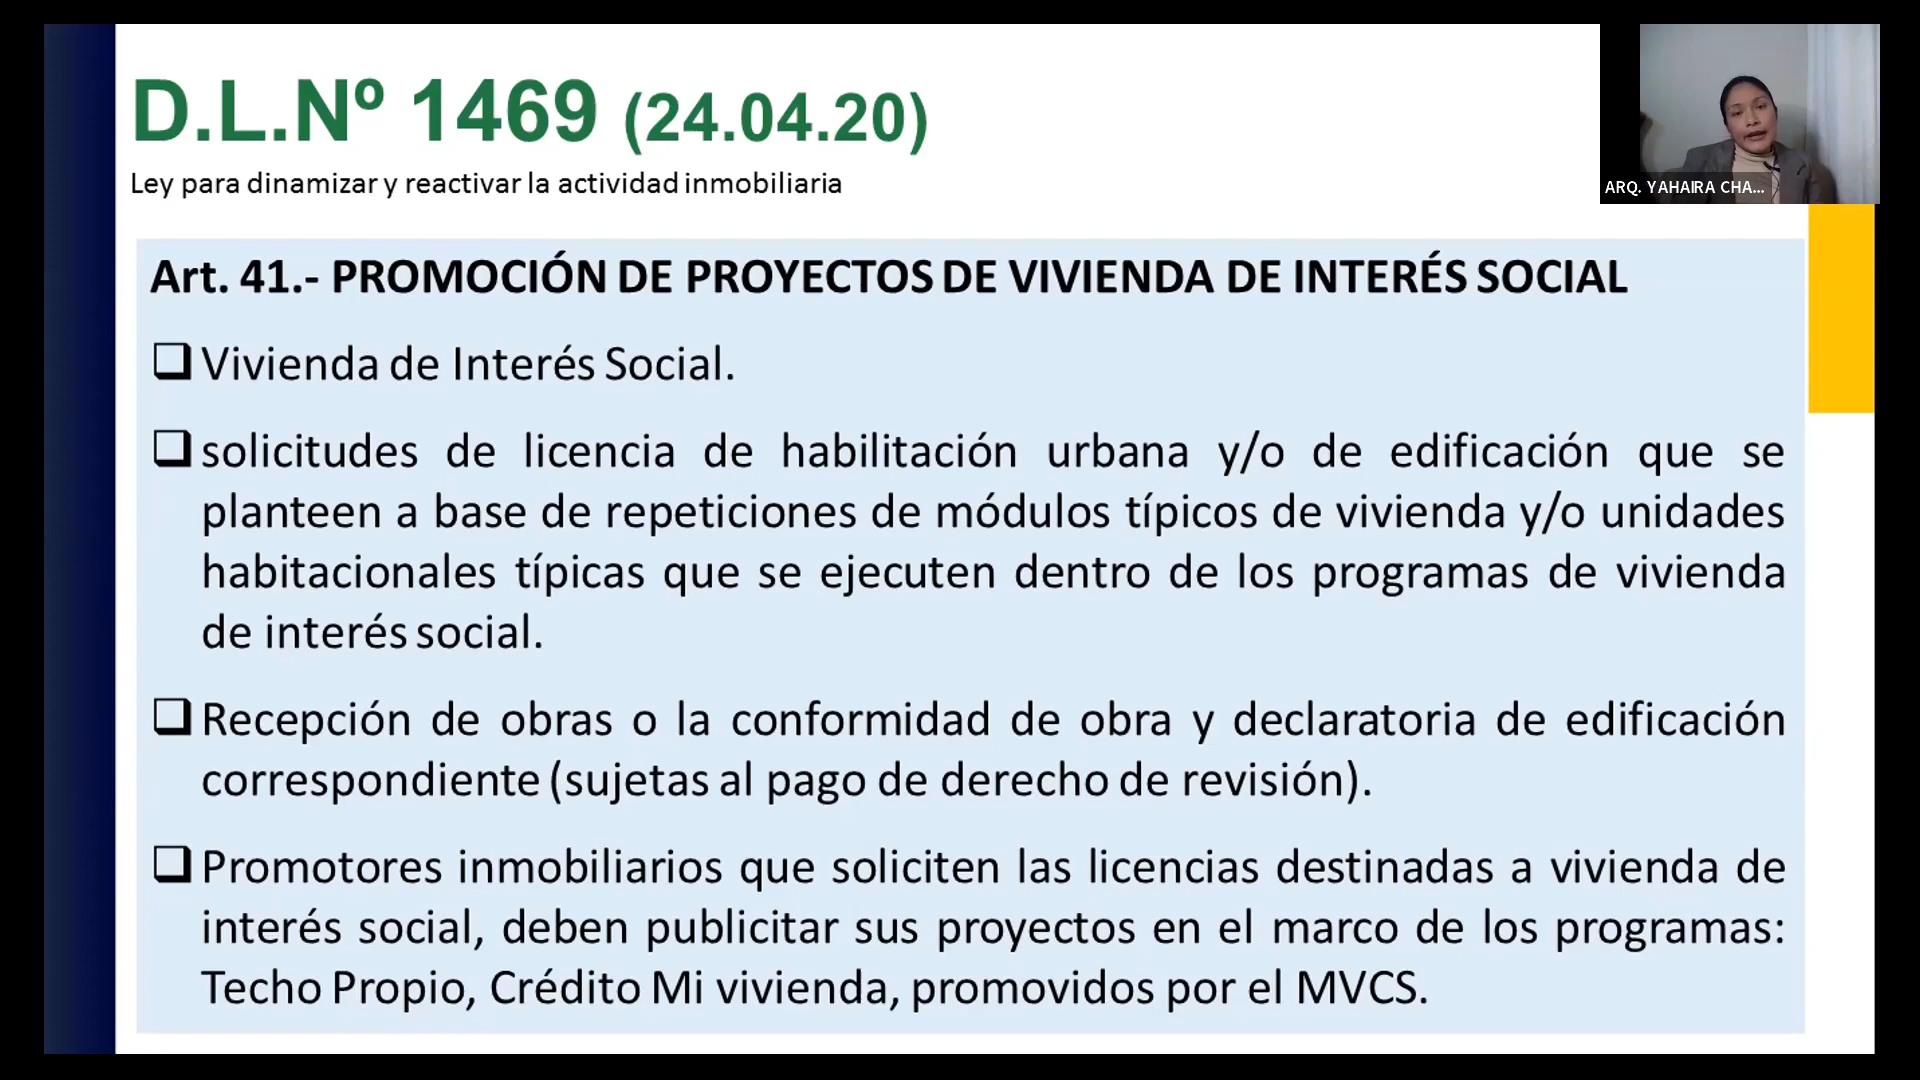 D.L.Nº 1469 (24.04.20)
Ley para dinamizar y reactivar la actividad inmobiliaria
ARQ. YAHAIRA CHA...
Art. 41.- PROMOCIÓN DE PROYECTOS DE VIVIENDA DE INTERÉS SOCIAL
Vivienda de Interés Social.
solicitudes de licencia de habilitación urbana y/o de edificación que se
planteen a base de repeticiones de módulos típicos de vivienda y/o unidades
habitacionales típicas que se ejecuten dentro de los programas de vivienda
de interés social.
Recepción de obras o la conformidad de obra y declaratoria de edificación
correspondiente (sujetas al pago de derecho de revisión).
Promotores inmobiliarios que soliciten las licencias destinadas a vivienda de
interés social, deben publicitar sus proyectos en el marco de los programas:
Techo Propio, Crédito Mi vivienda, promovidos por el MVCS.